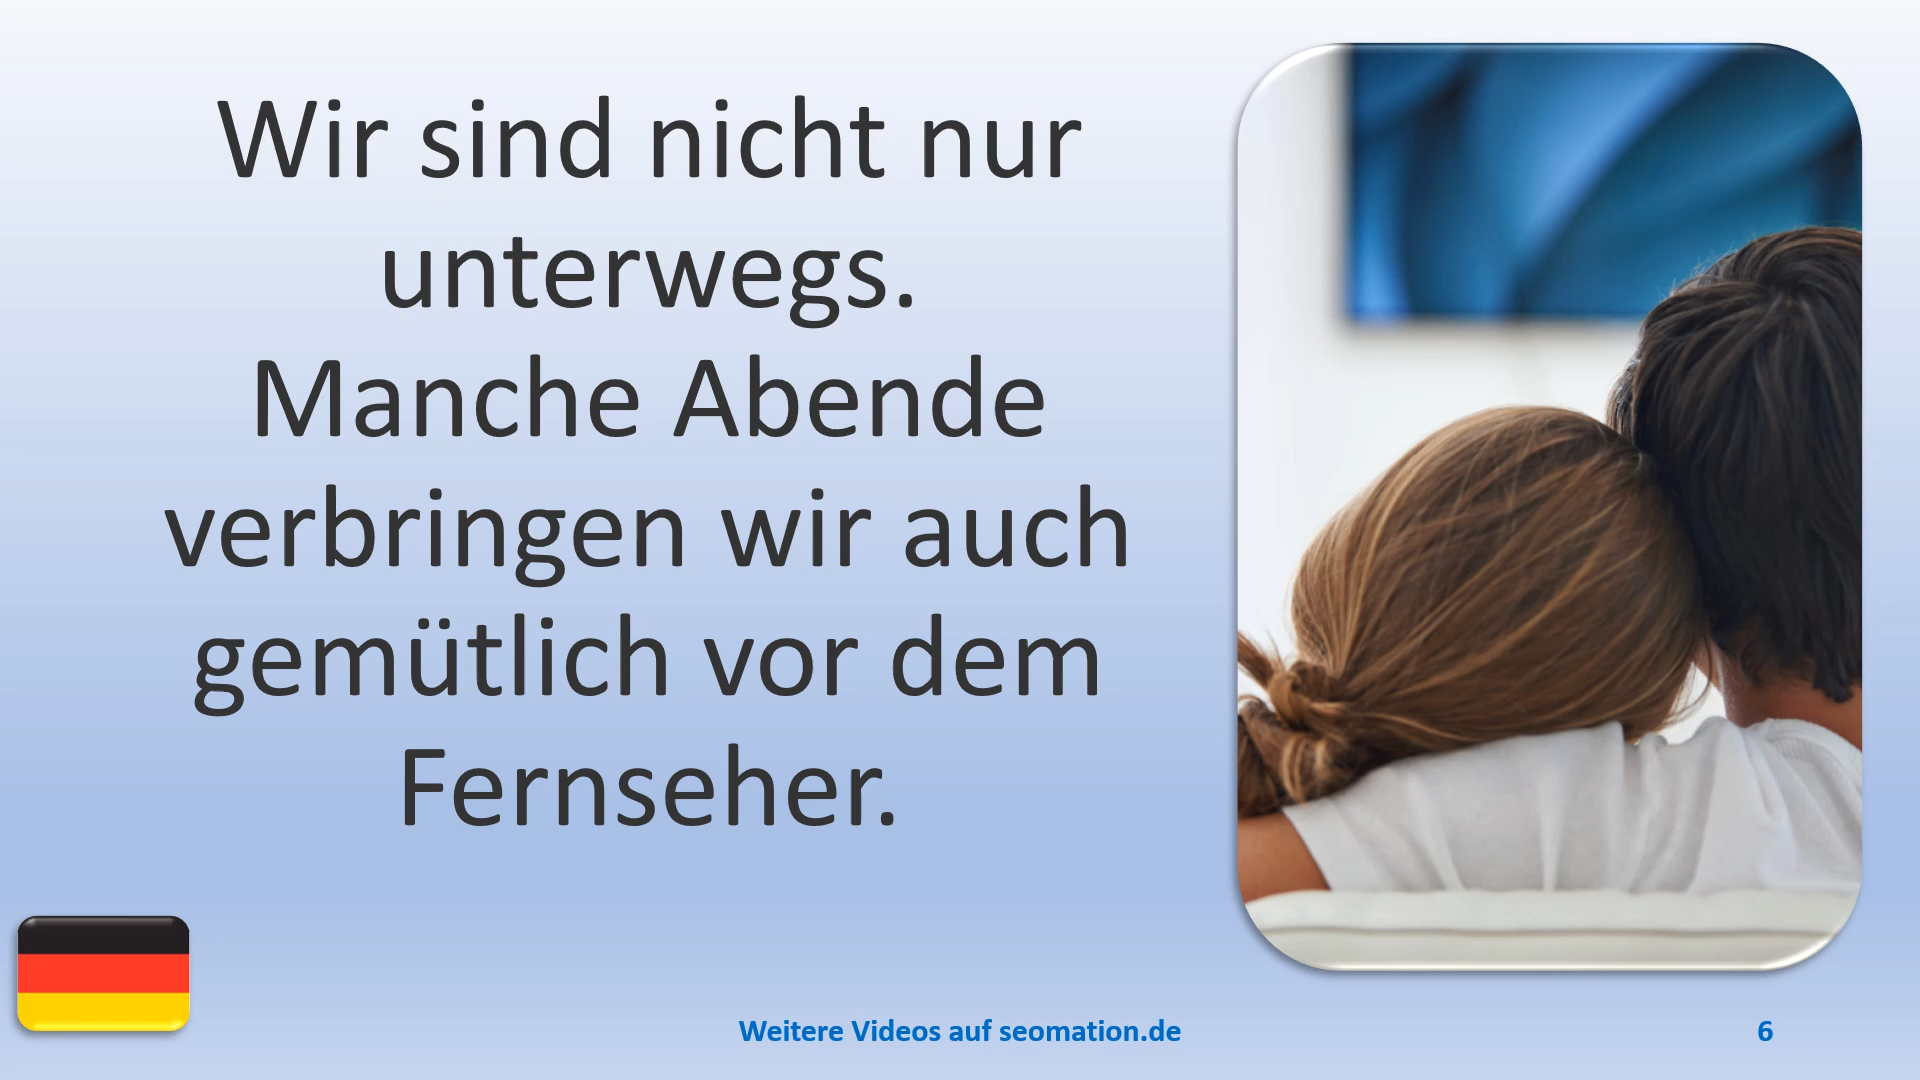 Wir sind nicht nur
unterwegs.
Manche Abende
verbringen wir auch
gemütlich vor dem
Fernseher.
Weitere Videos auf seomation.de
6